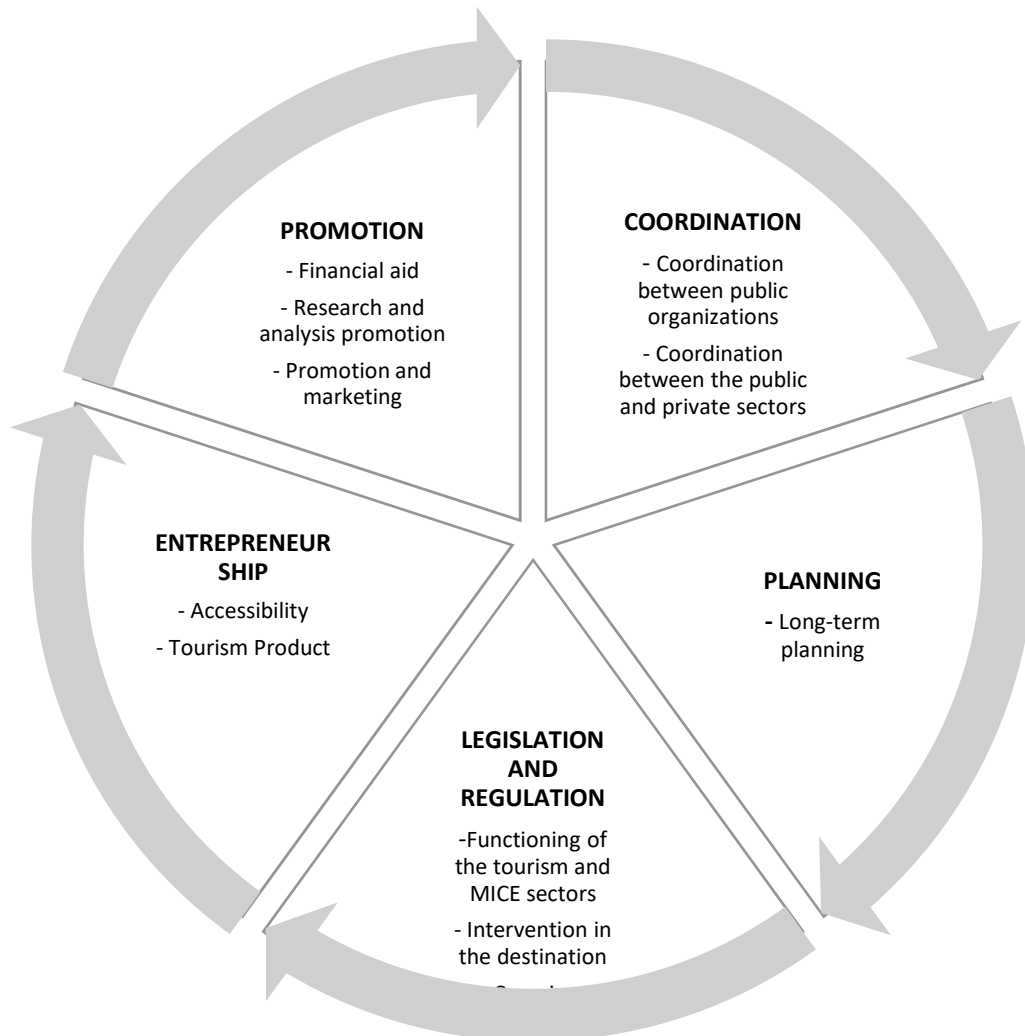 PROMOTION
- Financial aid
- Research and
analysis promotion
- Promotion and
marketing
COORDINATION
- Coordination
between public
organizations
- Coordination
between the public
and private sectors
ENTREPRENEUR
SHIP
- Accessibility
- Tourism Product
PLANNING
- Long-term
planning
LEGISLATION
AND
REGULATION
-Functioning of
the tourism and
MICE sectors
- Intervention in
the destination